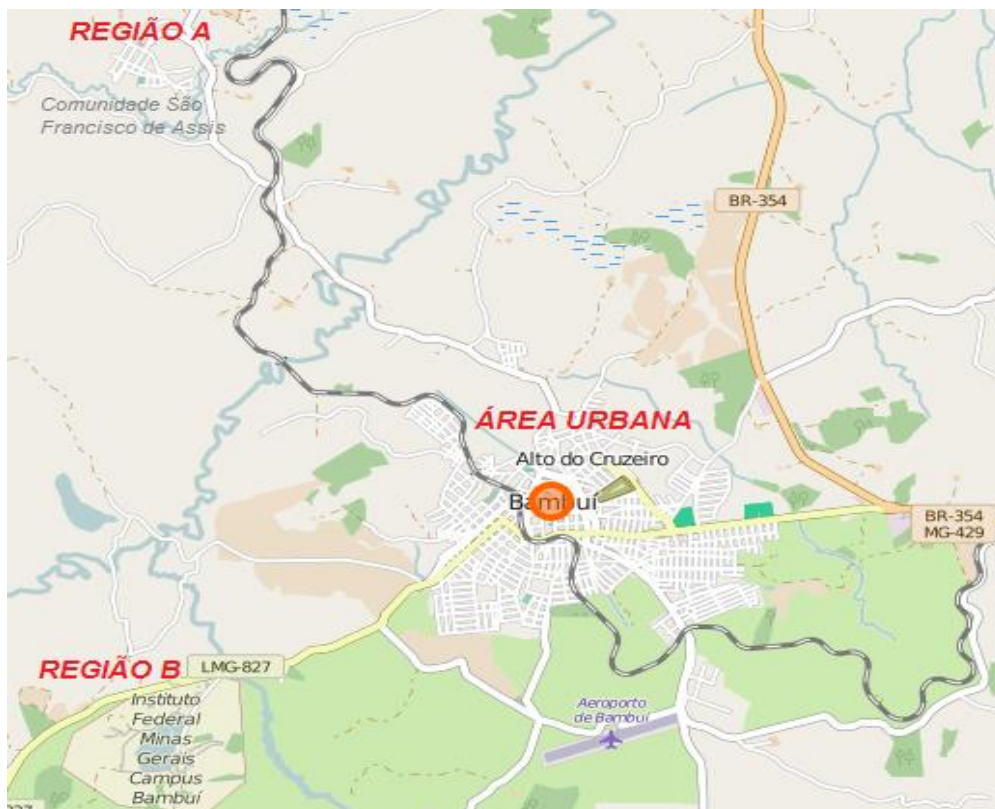 REGIÃO A
Comunidade São
Francisco de Assis
BR-354
ÁREA URBANA
Alto do Cruzeiro
Bambuí
BR-354
MG-429
REGIÃO B
LMG-827
Instituto
Federal
Minas
Gerais
Campus
Bambuí
Aeroporto
de Bambuí